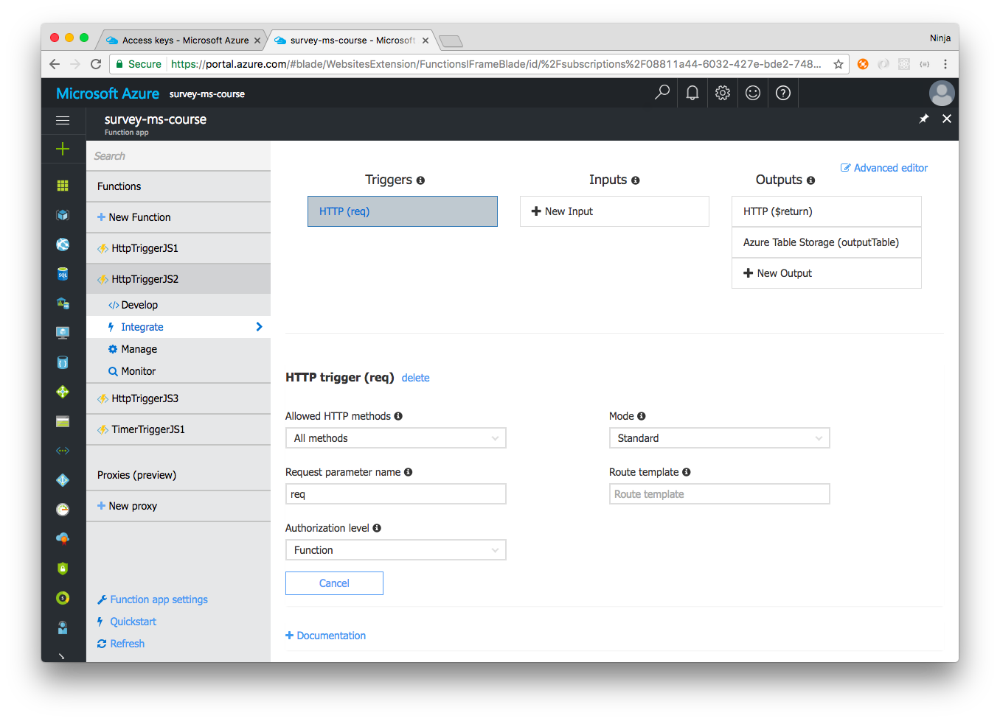 Access keys - Microsoft Azure
survey-ms-course - Microsoft
Ninja
Secure
https://portal.azure.com/#blade/WebsitesExtension/FunctionsIFrameBlade/id/%2Fsubscriptions%2F08811a44-6032-427e-bde2-748...
Microsoft Azure survey-ms-course
survey-ms-course
Function app
Search
Functions
New Function
HttpTriggerJS1
HttpTriggerJS2
Develop
Integrate
Manage
Monitor
HttpTriggerJS3
TimerTriggerJS1
Proxies (preview)
New proxy
Function app settings
Quickstart
Refresh
Advanced editor
Triggers
HTTP (req)
Inputs
New Input
Outputs
HTTP ($return)
Azure Table Storage (outputTable)
New Output
HTTP trigger (req) delete
Allowed HTTP methods
All methods
Mode
Standard
Request parameter name
req
Route template
Route template
Authorization level
Function
Cancel
Documentation